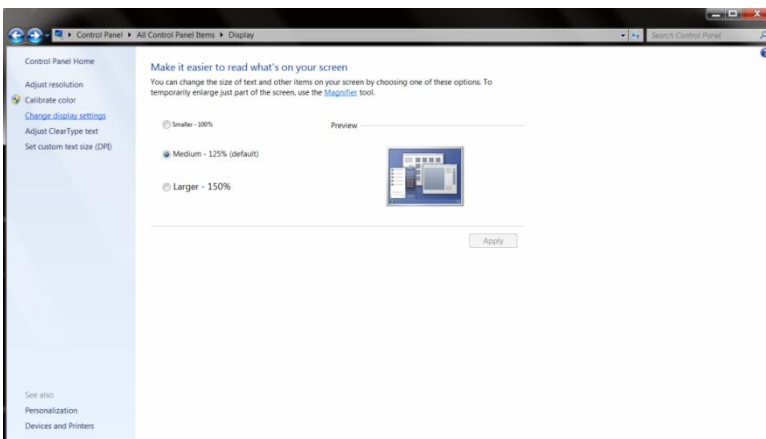 Control Panel ▸ All Control Panel Items ▸ Display
Search Control Panel
Control Panel Home
Adjust resolution
Calibrate color
Change display settings
Adjust ClearType text
Set custom text size (DPI)
Make it easier to read what's on your screen
You can change the size of text and other items on your screen by choosing one of these options. To
temporarily enlarge just part of the screen, use the Magnifier tool.
Smaller - 100%
Preview
Medium - 125% (default)
Larger - 150%
Apply
See also
Personalization
Devices and Printers